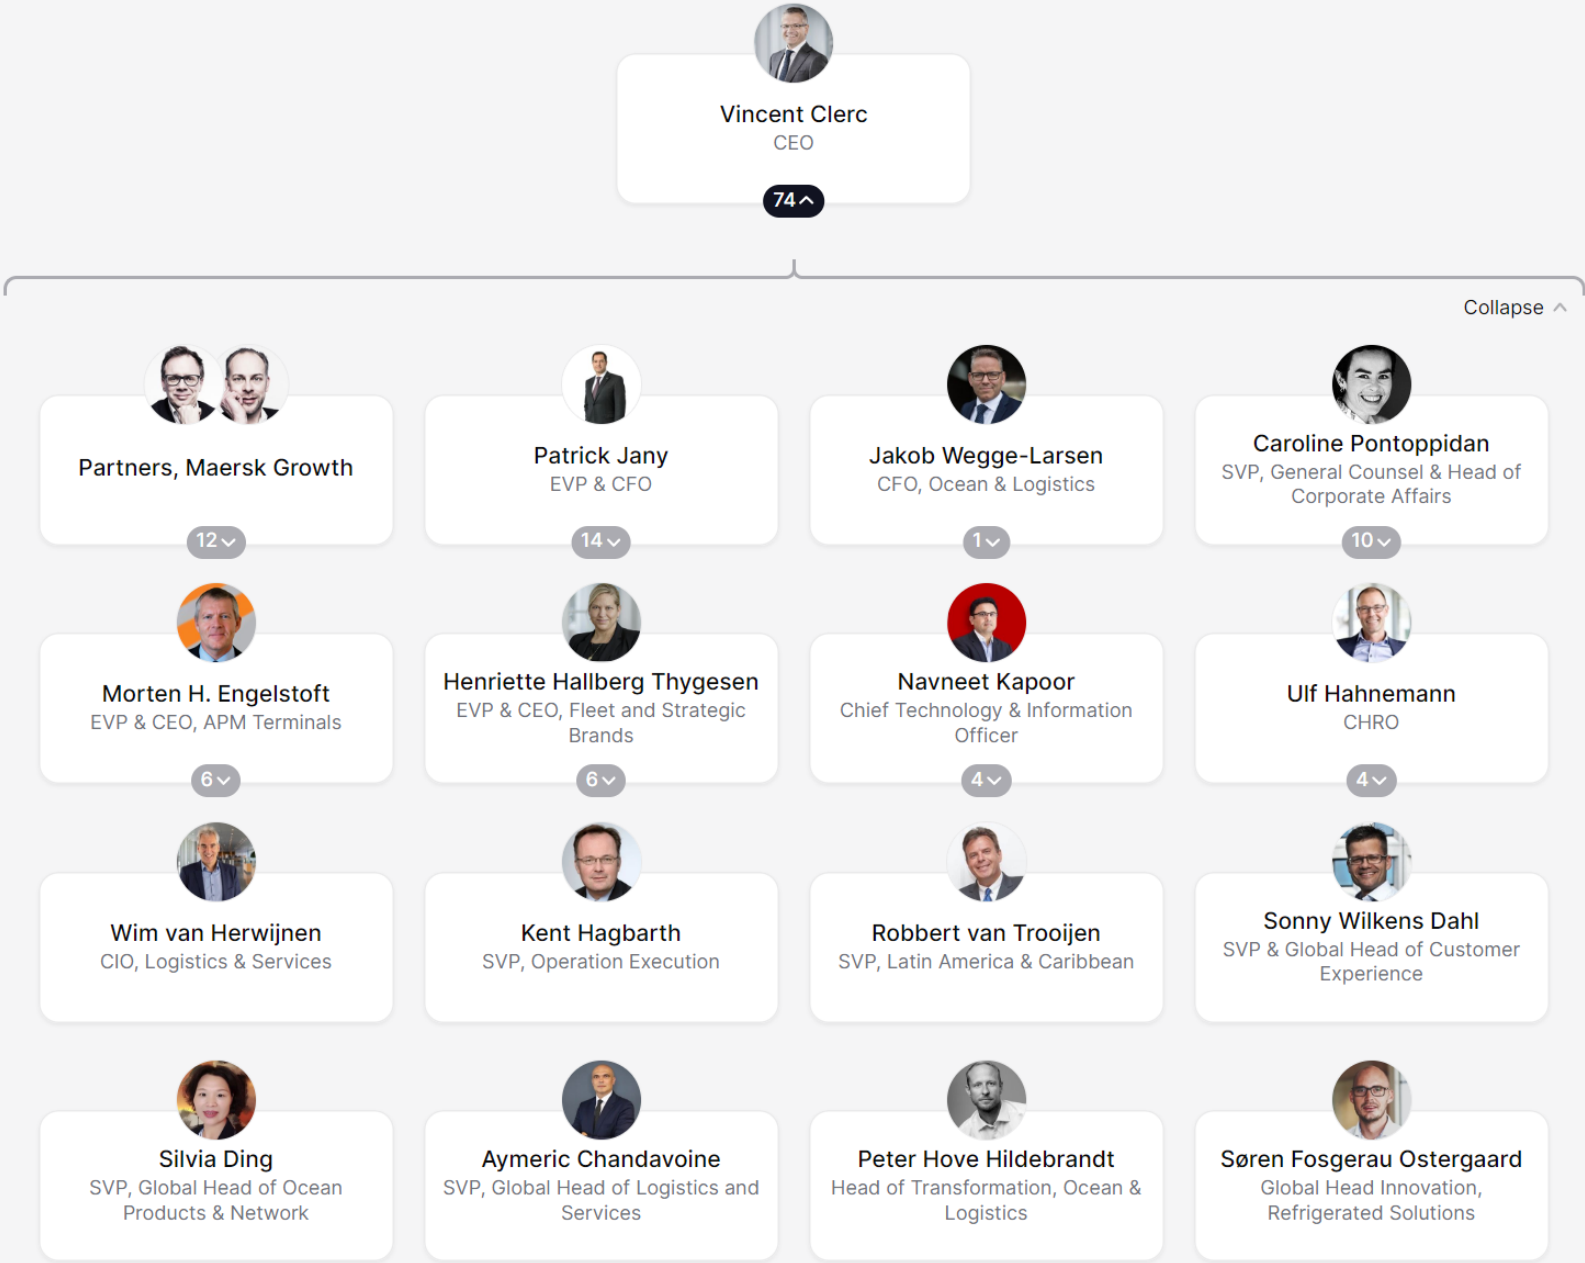 Vincent Clerc
CEO
74
Collapse
Partners, Maersk Growth
12
Patrick Jany
EVP & CFO
14
Jakob Wegge-Larsen
CFO, Ocean & Logistics
1
Caroline Pontoppidan
SVP, General Counsel & Head of
Corporate Affairs
10
Morten H. Engelstoft
EVP & CEO, APM Terminals
6
Henriette Hallberg Thygesen
EVP & CEO, Fleet and Strategic
Brands
6
Navneet Kapoor
Chief Technology & Information
Officer
4
Ulf Hahnemann
CHRO
4
Wim van Herwijnen
CIO, Logistics & Services
Kent Hagbarth
SVP, Operation Execution
Robbert van Trooijen
SVP, Latin America & Caribbean
Sonny Wilkens Dahl
SVP & Global Head of Customer
Experience
Silvia Ding
SVP, Global Head of Ocean
Products & Network
Aymeric Chandavoine
SVP, Global Head of Logistics and
Services
Peter Hove Hildebrandt
Head of Transformation, Ocean &
Logistics
Søren Fosgerau Ostergaard
Global Head Innovation,
Refrigerated Solutions